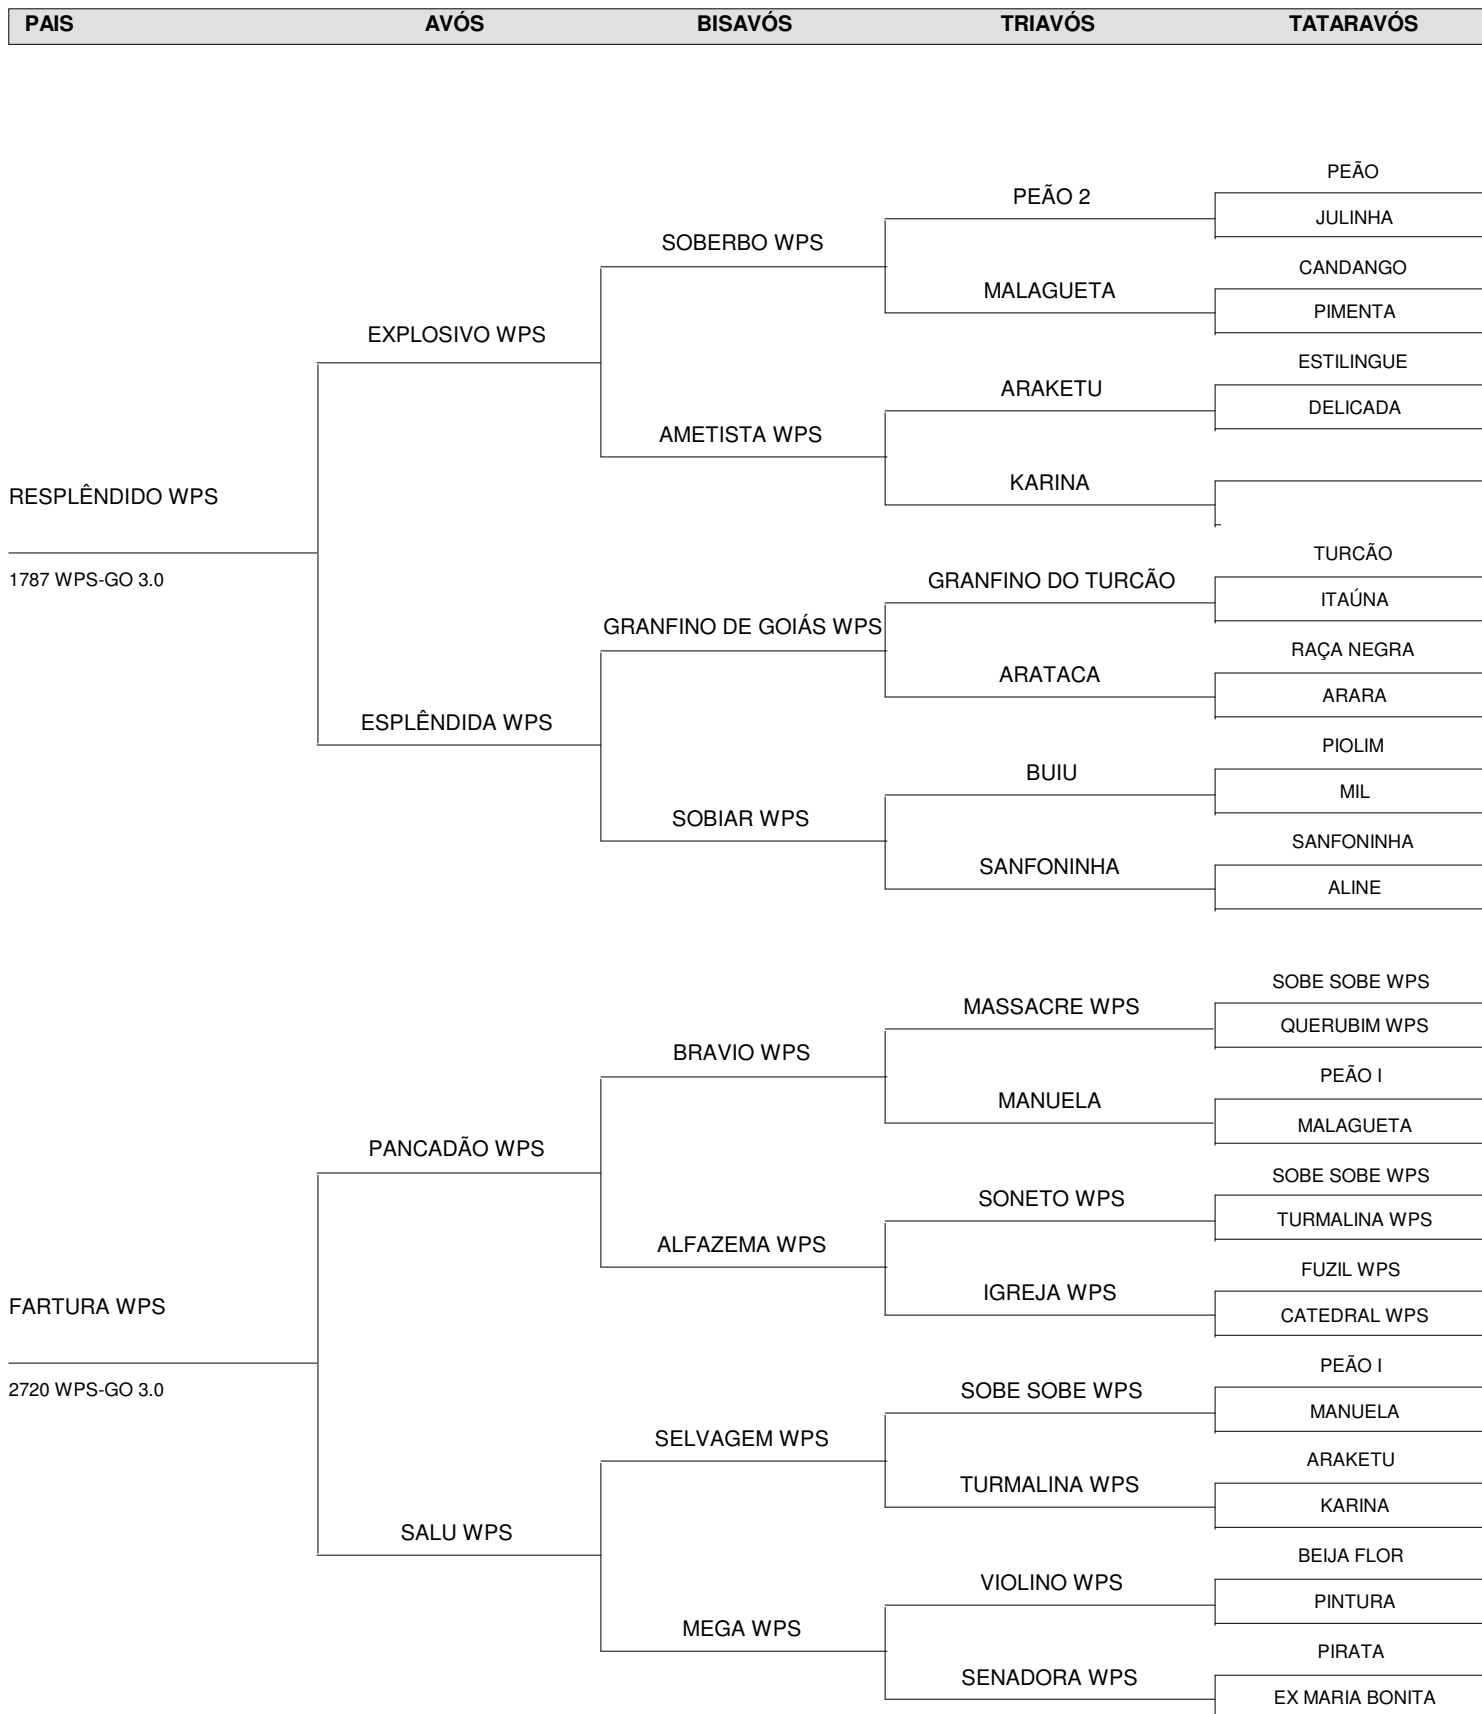 PAIS AVÓS BISAVÓS TRIAVÓS TATARAVÓS
PEÃO
PEÃO 2
JULINHA
SOBERBO WPS
CANDANGO
MALAGUETA
PIMENTA
EXPLOSIVO WPS
ESTILINGUE
ARAKETU
DELICADA
AMETISTA WPS
KARINA
RESPLÊNDIDO WPS
TURCÃO
1787 WPS-GO 3.0
GRANFINO DO TURCÃO
ITAÚNA
GRANFINO DE GOIÁS WPS
RAÇA NEGRA
ARATACA
ARARA
ESPLÊNDIDA WPS
PIOLIM
BUIU
MIL
SOBIAR WPS
SANFONINHA
SANFONINHA
ALINE
SOBE SOBE WPS
MASSACRE WPS
QUERUBIM WPS
BRAVIO WPS
PEÃO I
MANUELA
MALAGUETA
PANCADÃO WPS
SOBE SOBE WPS
SONETO WPS
TURMALINA WPS
ALFAZEMA WPS
FUZIL WPS
IGREJA WPS
FARTURA WPS
CATEDRAL WPS
PEÃO I
2720 WPS-GO 3.0
SOBE SOBE WPS
MANUELA
SELVAGEM WPS
ARAKETU
TURMALINA WPS
KARINA
SALU WPS
BEIJA FLOR
VIOLINO WPS
PINTURA
MEGA WPS
PIRATA
SENADORA WPS
EX MARIA BONITA